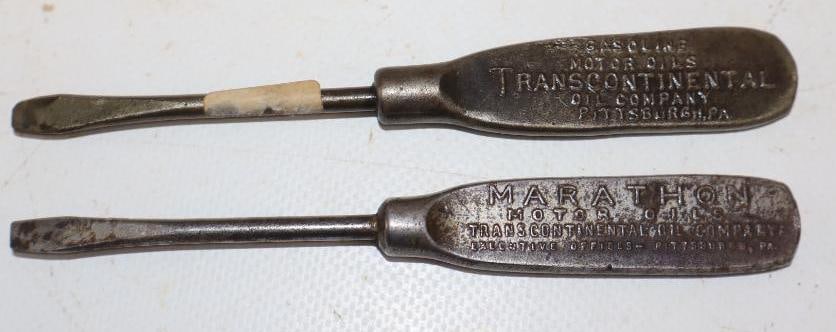 GASOLINE
MOTOR OILS
TRANSCONTINENTAL
OIL COMPANY
PITTSBURGH, PA
MARATHON
MOTOR OILS
TRANSCONTINENTAL OIL COMPANY
EXECUTIVE OFFICES - PITTSBURGH, PA.